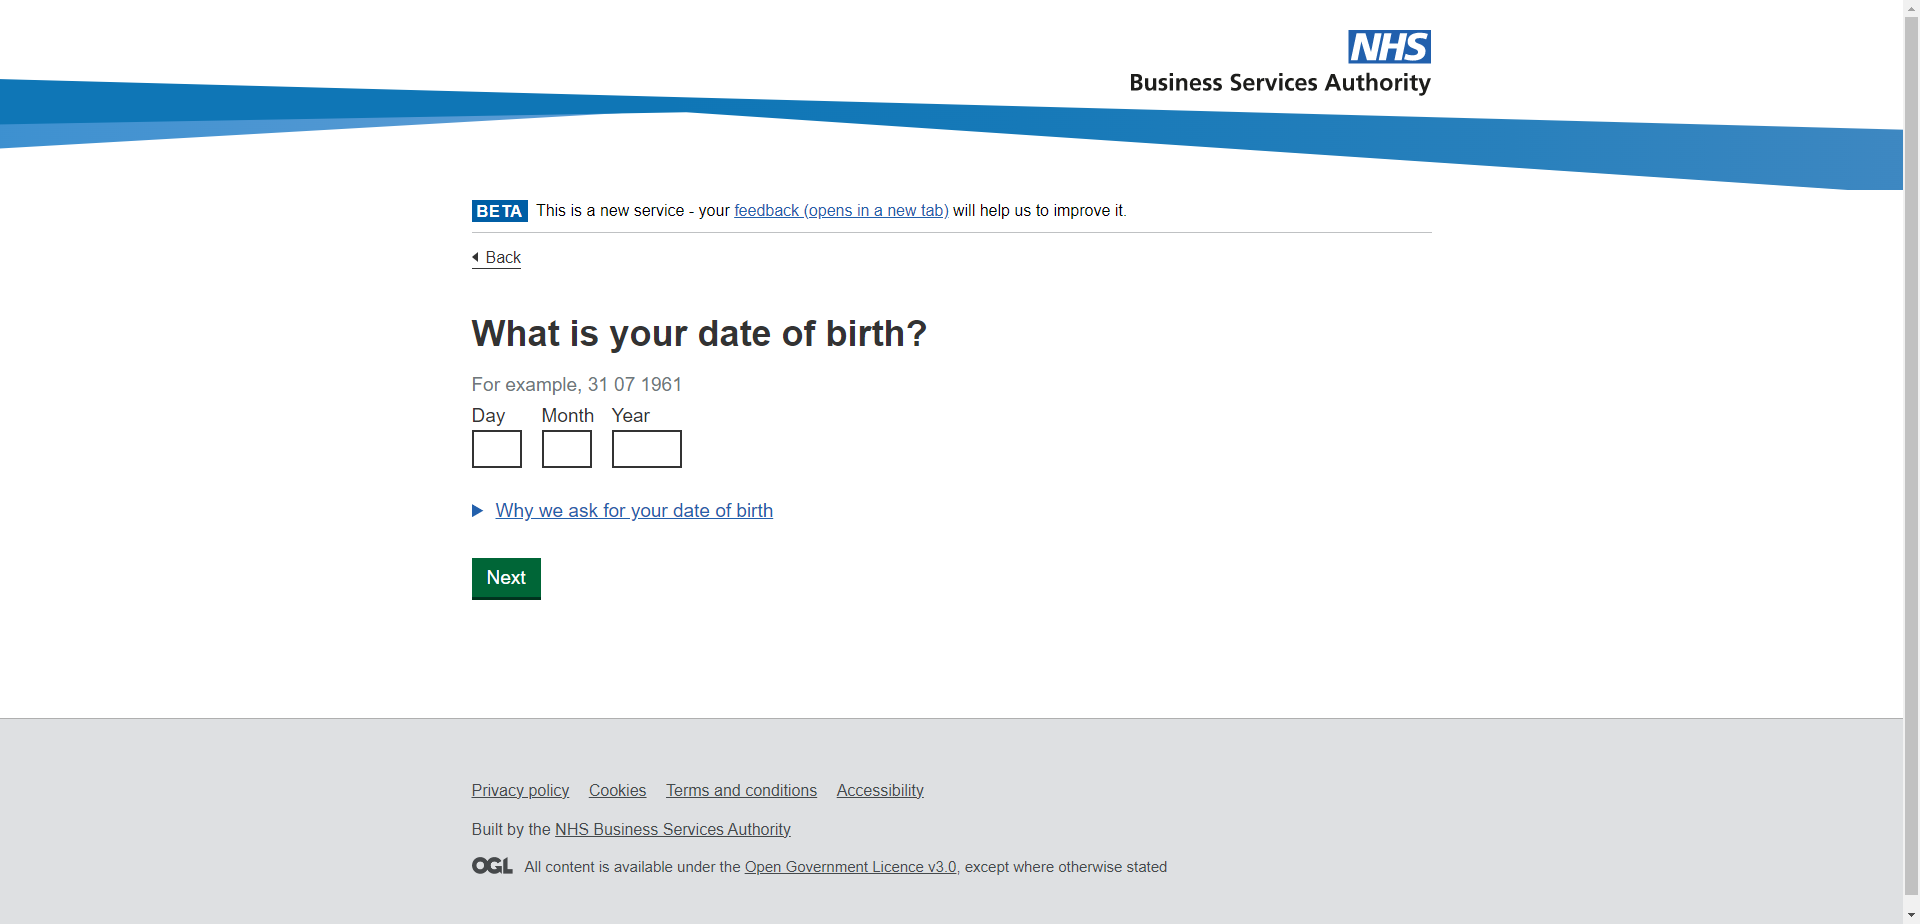 NHS
Business Services Authority
BETA This is a new service - your feedback (opens in a new tab) will help us to improve it.
Back
What is your date of birth?
For example, 31 07 1961
Day Month Year
Why we ask for your date of birth
Next
Privacy policy Cookies Terms and conditions Accessibility
Built by the NHS Business Services Authority
OGL All content is available under the Open Government Licence v3.0, except where otherwise stated